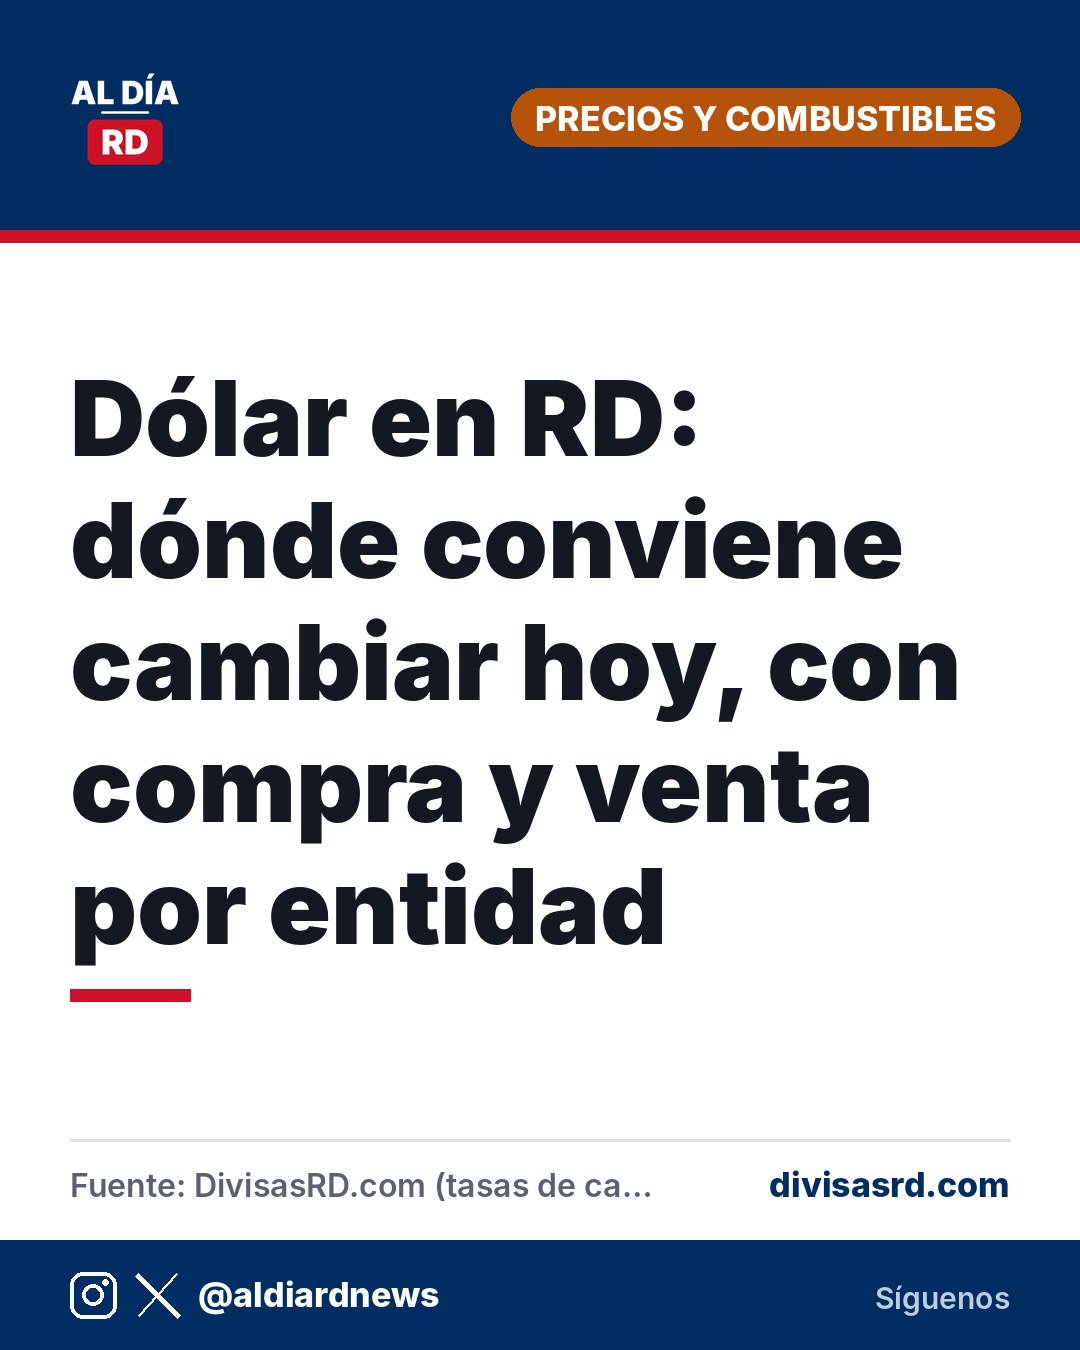 AL DÍA
RD
PRECIOS Y COMBUSTIBLES
Dólar en RD:
dónde conviene
cambiar hoy, con
compra y venta
por entidad
Fuente: DivisasRD.com (tasas de ca...
divisasrd.com
@aldiardnews
Síguenos